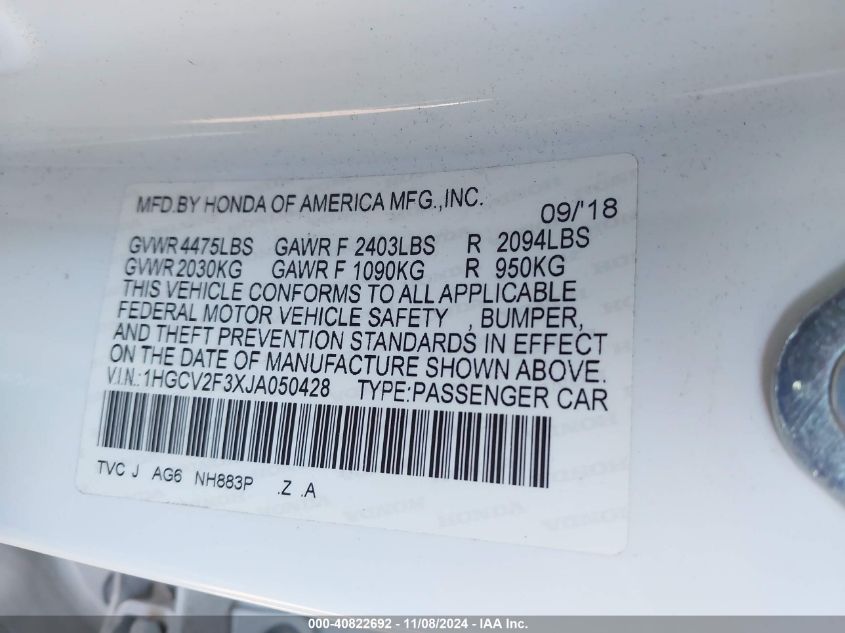 MFD.BY HONDA OF AMERICA MFG.,INC. 09/'18
GVWR 4475LBS GAWR F 2403LBS R 2094LBS
GVWR 2030KG GAWR F 1090KG R 950KG
THIS VEHICLE CONFORMS TO ALL APPLICABLE
FEDERAL MOTOR VEHICLE SAFETY , BUMPER,
AND THEFT PREVENTION STANDARDS IN EFFECT
ON THE DATE OF MANUFACTURE SHOWN ABOVE.
V.I.N.:1HGCV2F3XJA050428 TYPE:PASSENGER CAR
TVC J AG6 NH883P .Z .A
HONDA HONDA
000-40822692 - 11/08/2024 - IAA Inc.